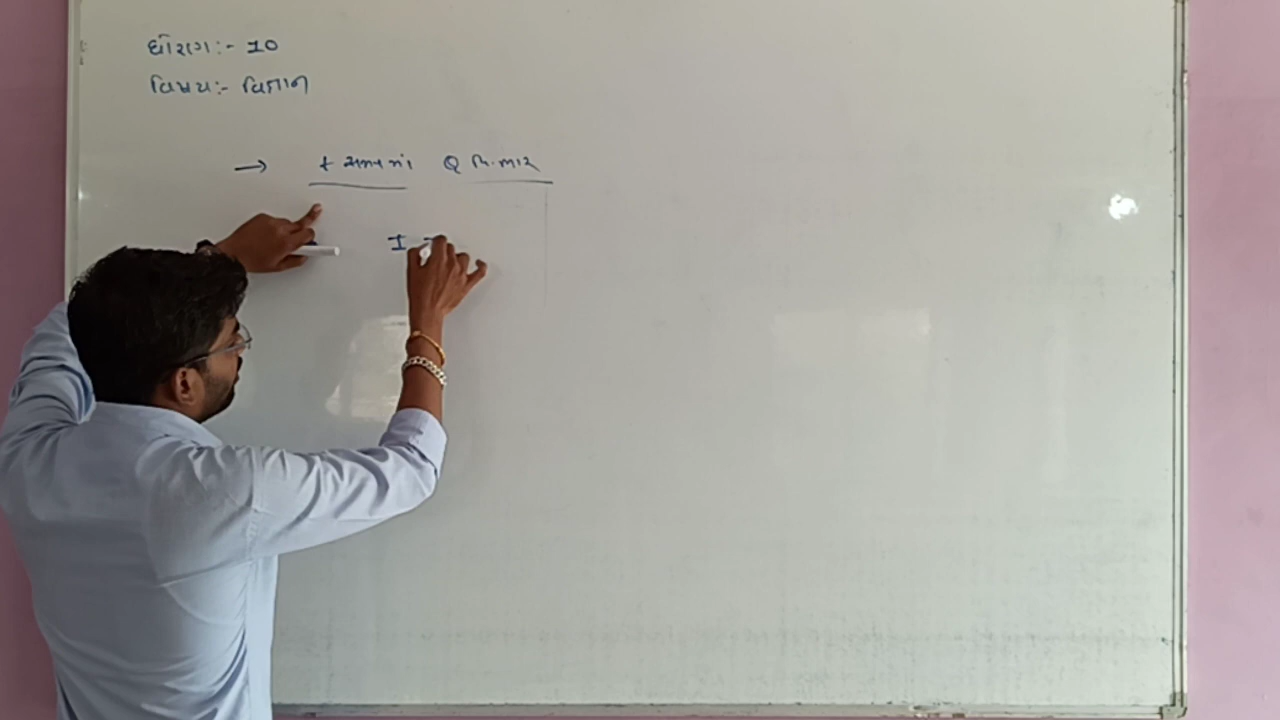 ધોરણ:- 10
વિષય:- વિજ્ઞાન
→ t સમયમાં Q વિ.ભાર
I =